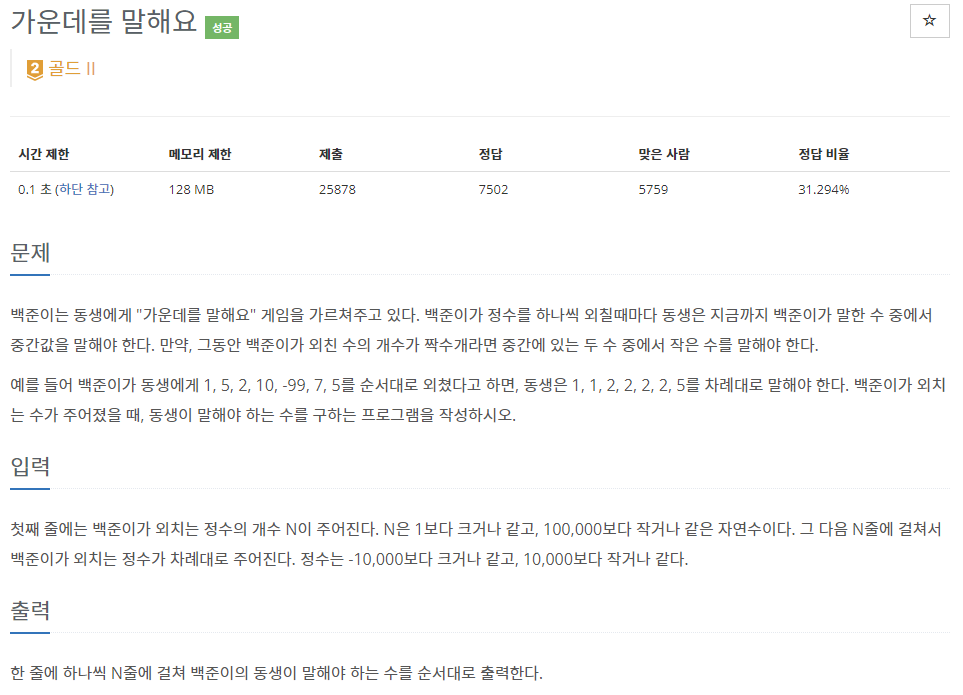 가운데를 말해요 성공
☆
2 골드 II
시간 제한 메모리 제한 제출 정답 맞은 사람 정답 비율
0.1 초 (하단 참고) 128 MB 25878 7502 5759 31.294%
문제
백준이는 동생에게 "가운데를 말해요" 게임을 가르쳐주고 있다. 백준이가 정수를 하나씩 외칠때마다 동생은 지금까지 백준이가 말한 수 중에서
중간값을 말해야 한다. 만약, 그동안 백준이가 외친 수의 개수가 짝수개라면 중간에 있는 두 수 중에서 작은 수를 말해야 한다.
예를 들어 백준이가 동생에게 1, 5, 2, 10, -99, 7, 5를 순서대로 외쳤다고 하면, 동생은 1, 1, 2, 2, 2, 2, 5를 차례대로 말해야 한다. 백준이가 외치
는 수가 주어졌을 때, 동생이 말해야 하는 수를 구하는 프로그램을 작성하시오.
입력
첫째 줄에는 백준이가 외치는 정수의 개수 N이 주어진다. N은 1보다 크거나 같고, 100,000보다 작거나 같은 자연수이다. 그 다음 N줄에 걸쳐서
백준이가 외치는 정수가 차례대로 주어진다. 정수는 -10,000보다 크거나 같고, 10,000보다 작거나 같다.
출력
한 줄에 하나씩 N줄에 걸쳐 백준이의 동생이 말해야 하는 수를 순서대로 출력한다.